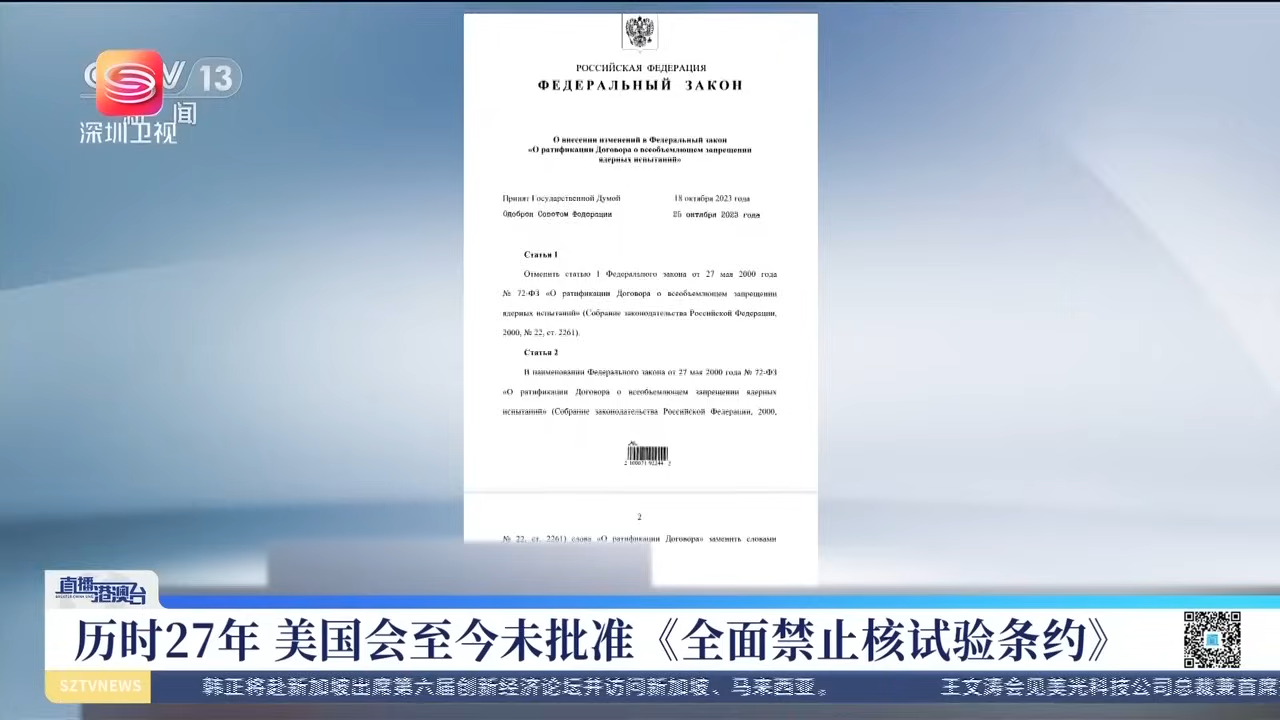 CCTV 13
新闻
深圳卫视
РОССИЙСКАЯ ФЕДЕРАЦИЯ
ФЕДЕРАЛЬНЫЙ ЗАКОН
О внесении изменений в Федеральный закон
«О ратификации Договора о всеобъемлющем запрещении
ядерных испытаний»
Принят Государственной Думой 18 октября 2023 года
Одобрен Советом Федерации 25 октября 2023 года
Статья 1
Отменить статью 1 Федерального закона от 27 мая 2000 года
№ 72-ФЗ «О ратификации Договора о всеобъемлющем запрещении
ядерных испытаний» (Собрание законодательства Российской Федерации,
2000, № 22, ст. 2261).
Статья 2
В наименовании Федерального закона от 27 мая 2000 года № 72-ФЗ
«О ратификации Договора о всеобъемлющем запрещении ядерных
испытаний» (Собрание законодательства Российской Федерации, 2000,
2
№ 22, ст. 2261) слова «О ратификации Договора» заменить словами
直播
港澳台
历时27年 美国会至今未批准《全面禁止核试验条约》
SZTVNEWS
韩正将赴新加坡出席第六届创新经济论坛并访问新加坡、马来西亚。 王文涛会见美光科技公司总裁兼首席